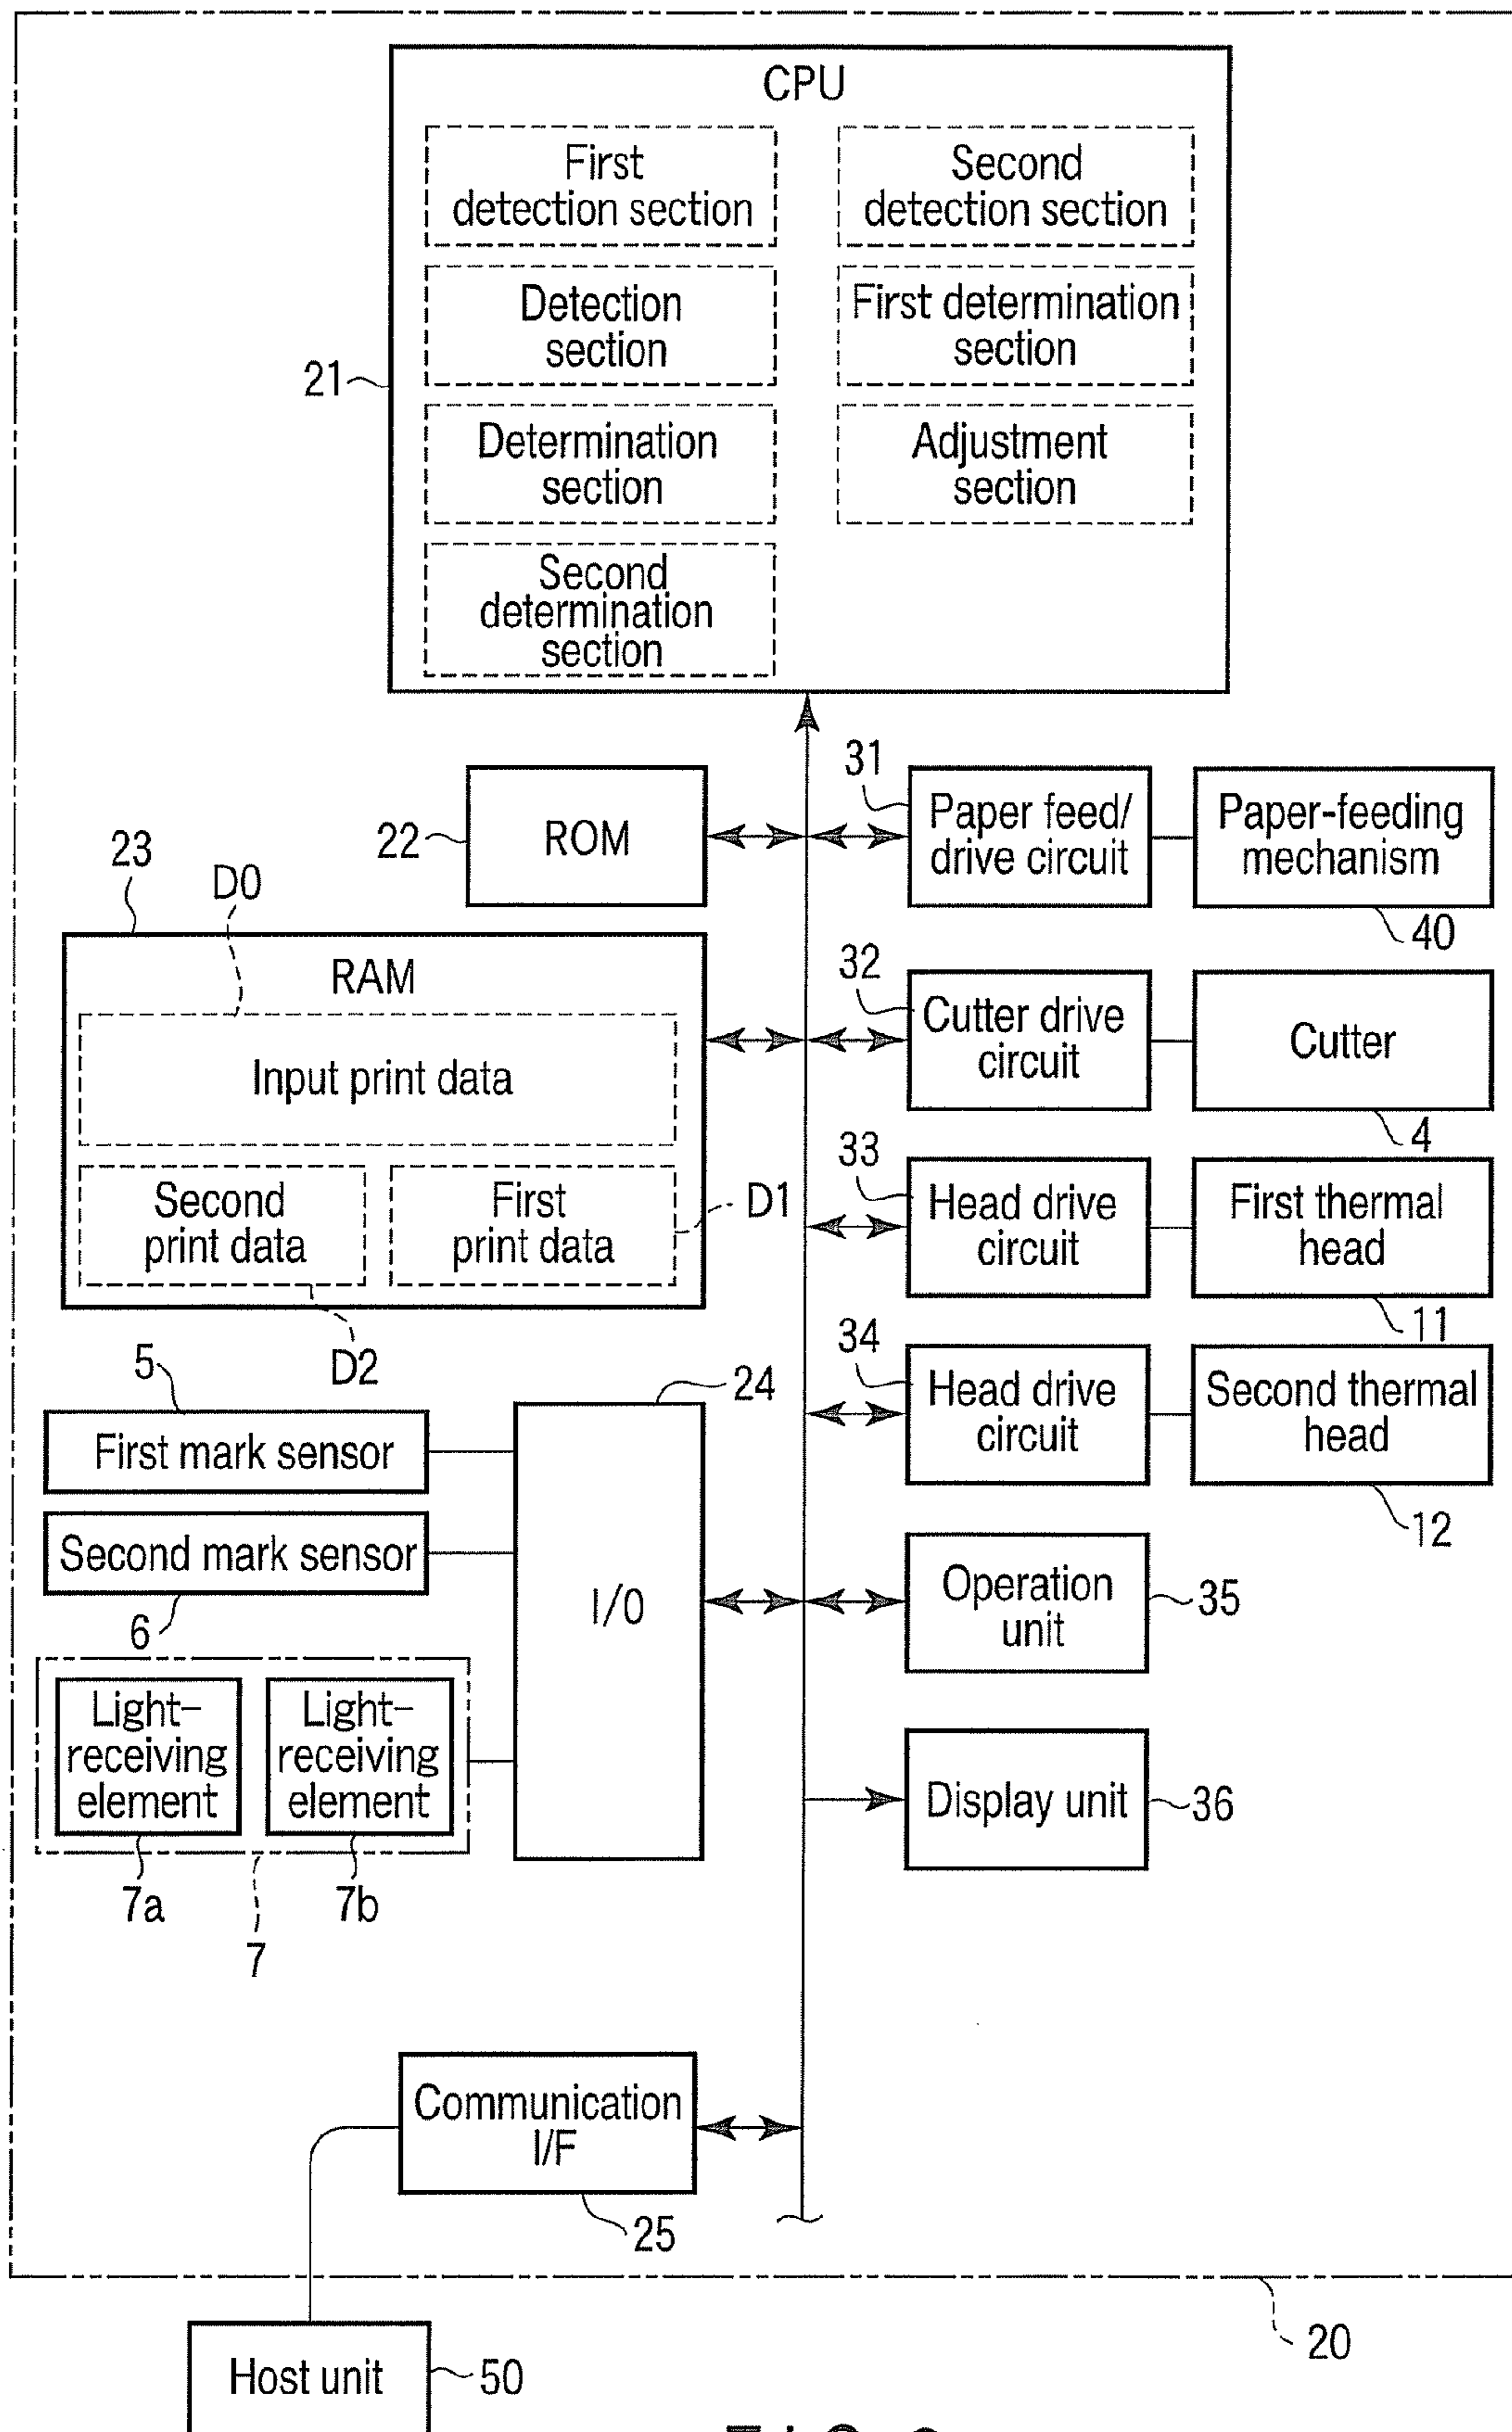 CPU
First
detection section
Second
detection section
Detection
section
First determination
section
21
Determination
section
Adjustment
section
Second
determination
section
31
22
ROM
Paper feed/
drive circuit
Paper-feeding
mechanism
40
23
D0
RAM
Input print data
Second
print data
First
print data
D1
D2
32
Cutter drive
circuit
Cutter
4
33
Head drive
circuit
First thermal
head
11
34
Head drive
circuit
Second thermal
head
12
5
First mark sensor
Second mark sensor
6
24
I/O
Operation
unit
35
Light-
receiving
element
Light-
receiving
element
7a
7b
7
Display unit
36
Communication
I/F
25
20
Host unit
50